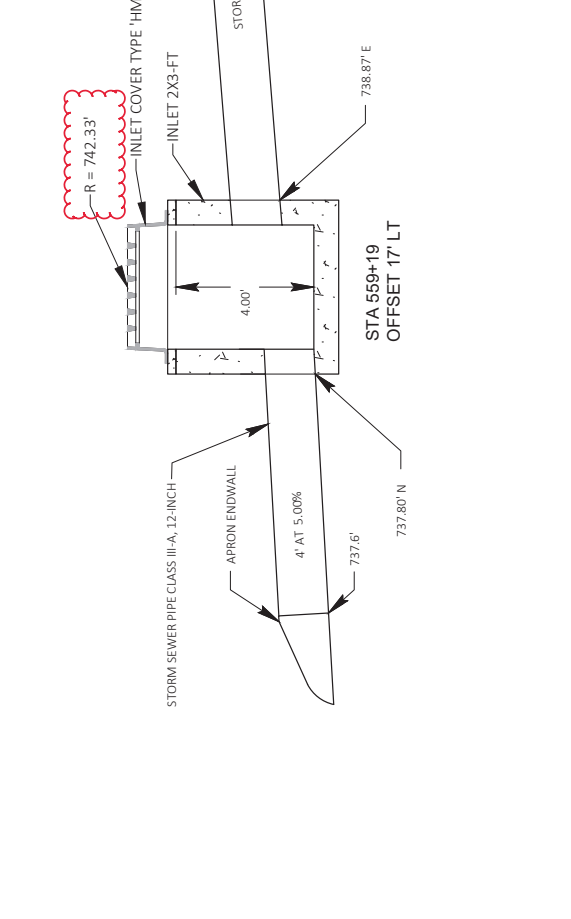 R = 742.33'
INLET COVER TYPE 'HM
INLET 2X3-FT
STOR
738.87' E
4.00'
STA 559+19
OFFSET 17' LT
STORM SEWER PIPE CLASS III-A, 12-INCH
APRON ENDWALL
4' AT 5.00%
737.6'
737.80' N